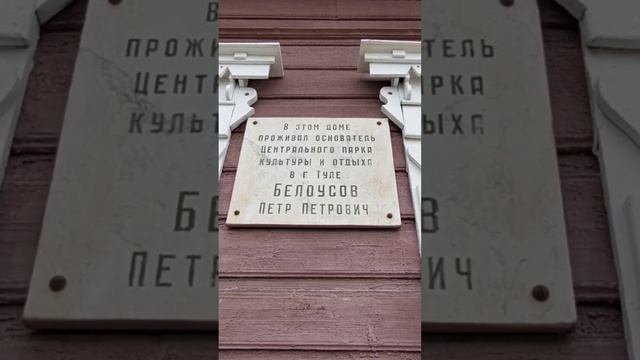 В ЭТОМ ДОМЕ
ПРОЖИВАЛ ОСНОВАТЕЛЬ
ЦЕНТРАЛЬНОГО ПАРКА
КУЛЬТУРЫ И ОТДЫХА
В Г. ТУЛЕ
БЕЛОУСОВ
ПЕТР ПЕТРОВИЧ